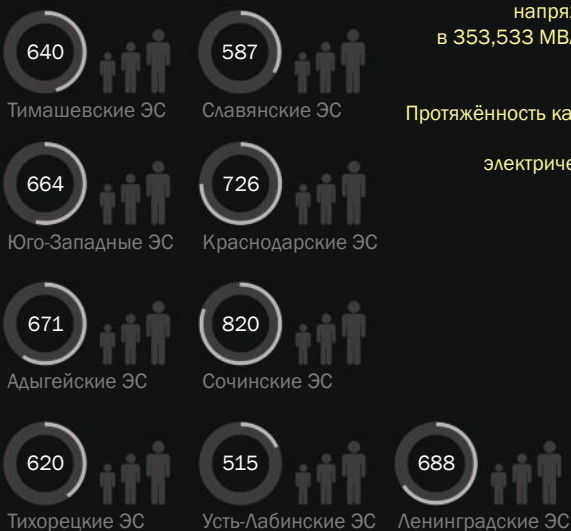 напря
в 353,533 МВ
640
587
Тимашевские ЭС
Славянские ЭС
Протяжённость ка
электриче
664
726
Юго-Западные ЭС
Краснодарские ЭС
671
820
Адыгейские ЭС
Сочинские ЭС
620
515
688
Тихорецкие ЭС
Усть-Лабинские ЭС
Ленинградские ЭС